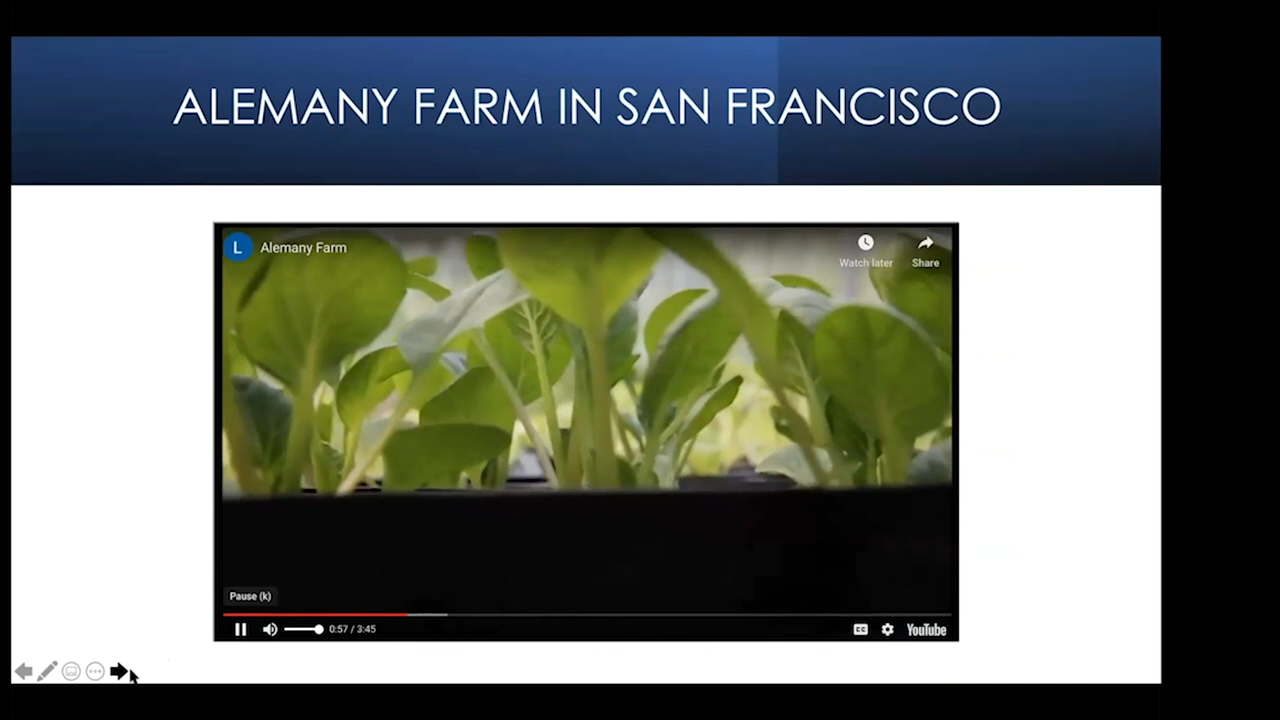 ALEMANY FARM IN SAN FRANCISCO
L Alemany Farm
Watch later Share
Pause (k)
0:57 / 3:45
CC YouTube